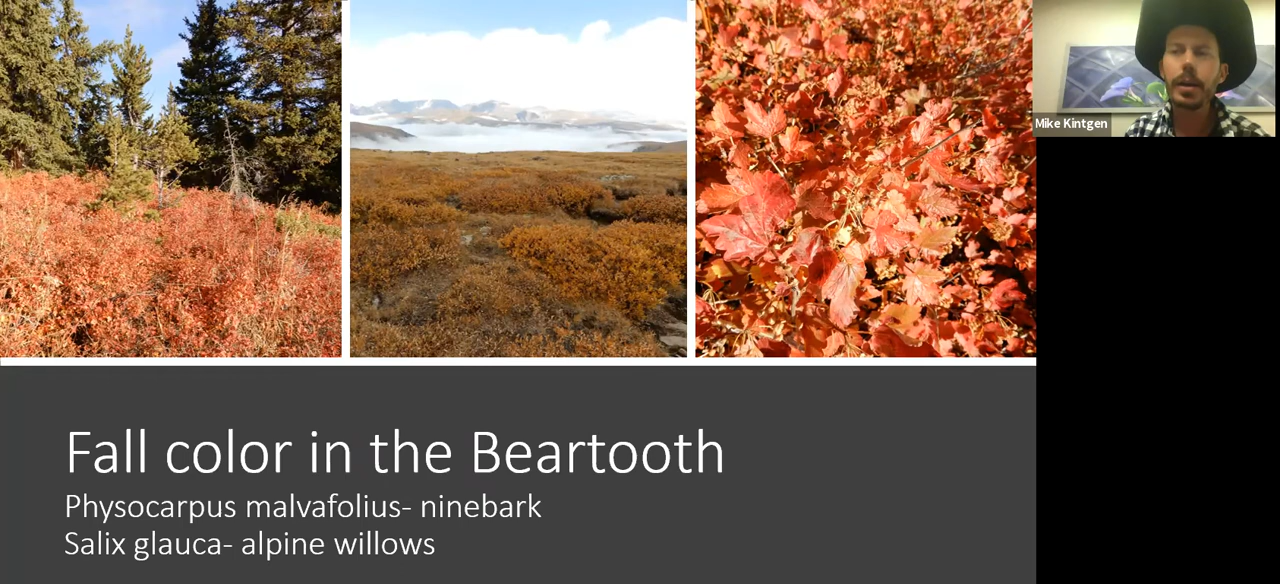 Mike Kintgen
Fall color in the Beartooth
Physocarpus malvafolius- ninebark
Salix glauca- alpine willows